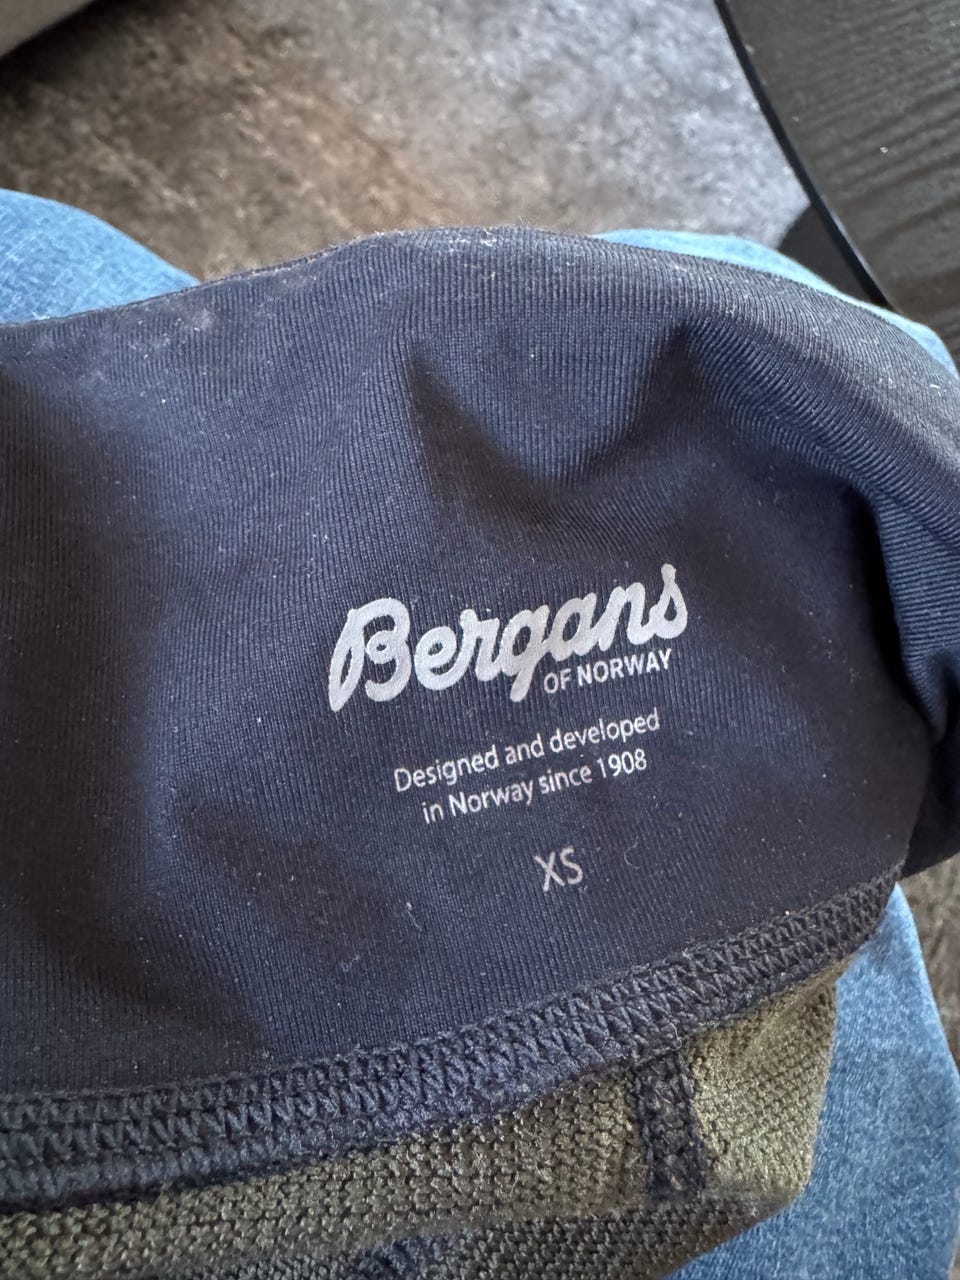 Bergans
OF NORWAY
Designed and developed
in Norway since 1908
XS